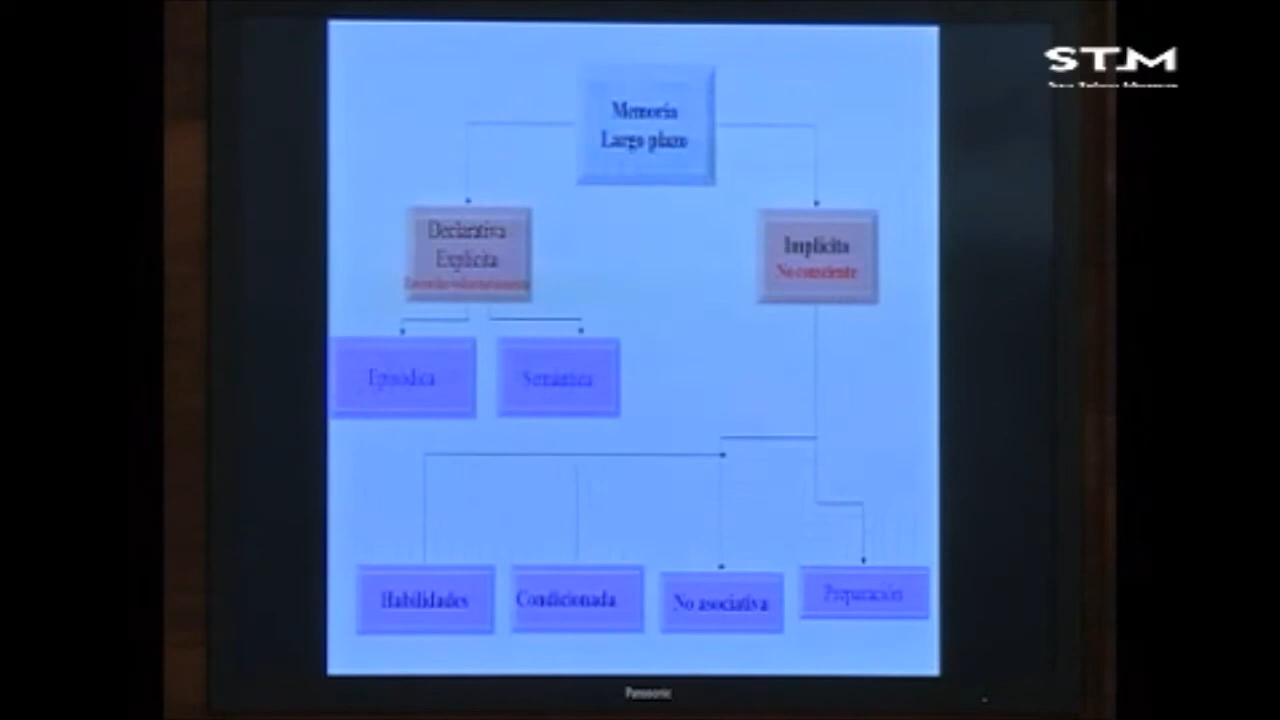 STM
Memoria
Largo plazo
Declarativa
Explícita
Implícita
No consciente
Episódica
Semántica
Habilidades
Condicionada
No asociativa
Preparación
Panasonic